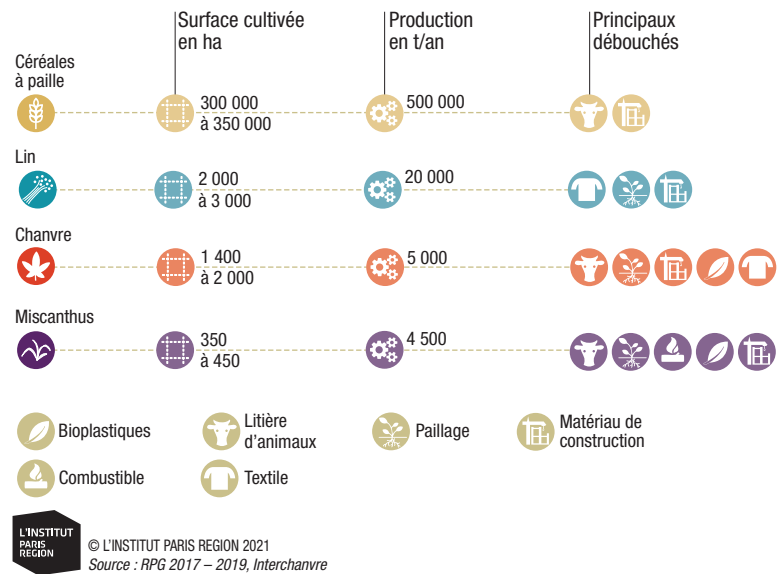 Surface cultivée
en ha
Production
en t/an
Principaux
débouchés
Céréales
à paille
300 000
à 350 000
500 000
Lin
2 000
à 3 000
20 000
Chanvre
1 400
à 2 000
5 000
Miscanthus
350
à 450
4 500
Bioplastiques
Litière
d'animaux
Paillage
Matériau de
construction
Combustible
Textile
L'INSTITUT
PARIS
REGION
© L'INSTITUT PARIS REGION 2021
Source : RPG 2017 – 2019, Interchanvre